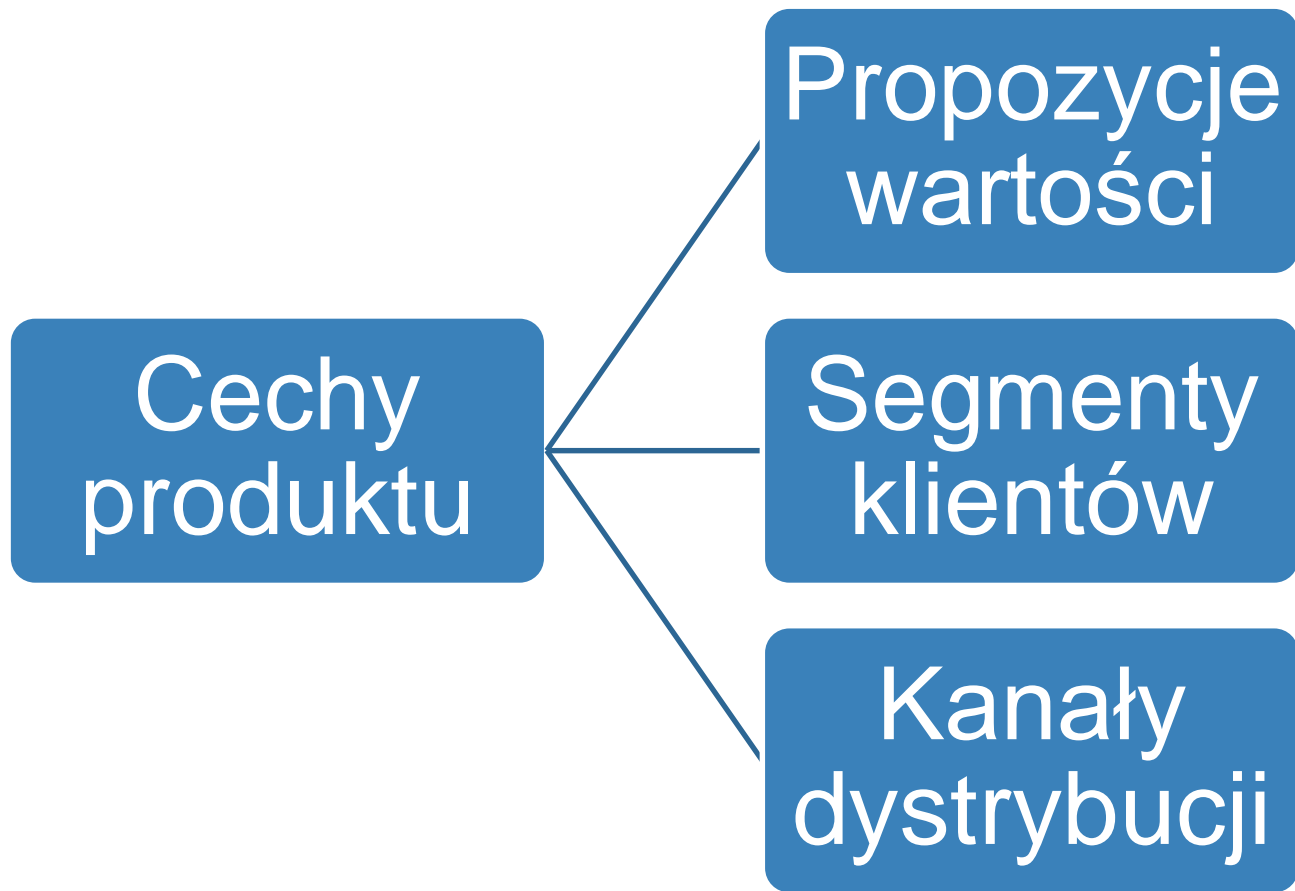 Propozycje
wartości
Cechy
produktu
Segmenty
klientów
Kanały
dystrybucji